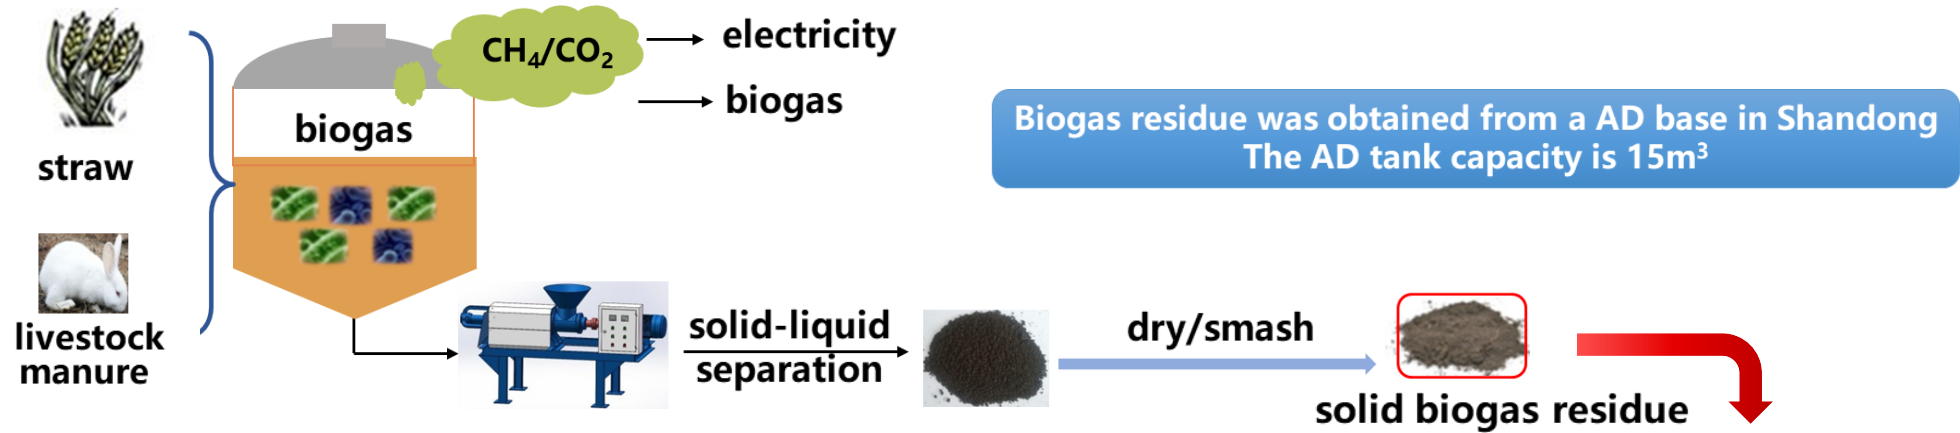 straw
livestock
manure
biogas
CH₄/CO₂
electricity
biogas
Biogas residue was obtained from a AD base in Shandong
The AD tank capacity is 15m³
solid-liquid
separation
dry/smash
solid biogas residue